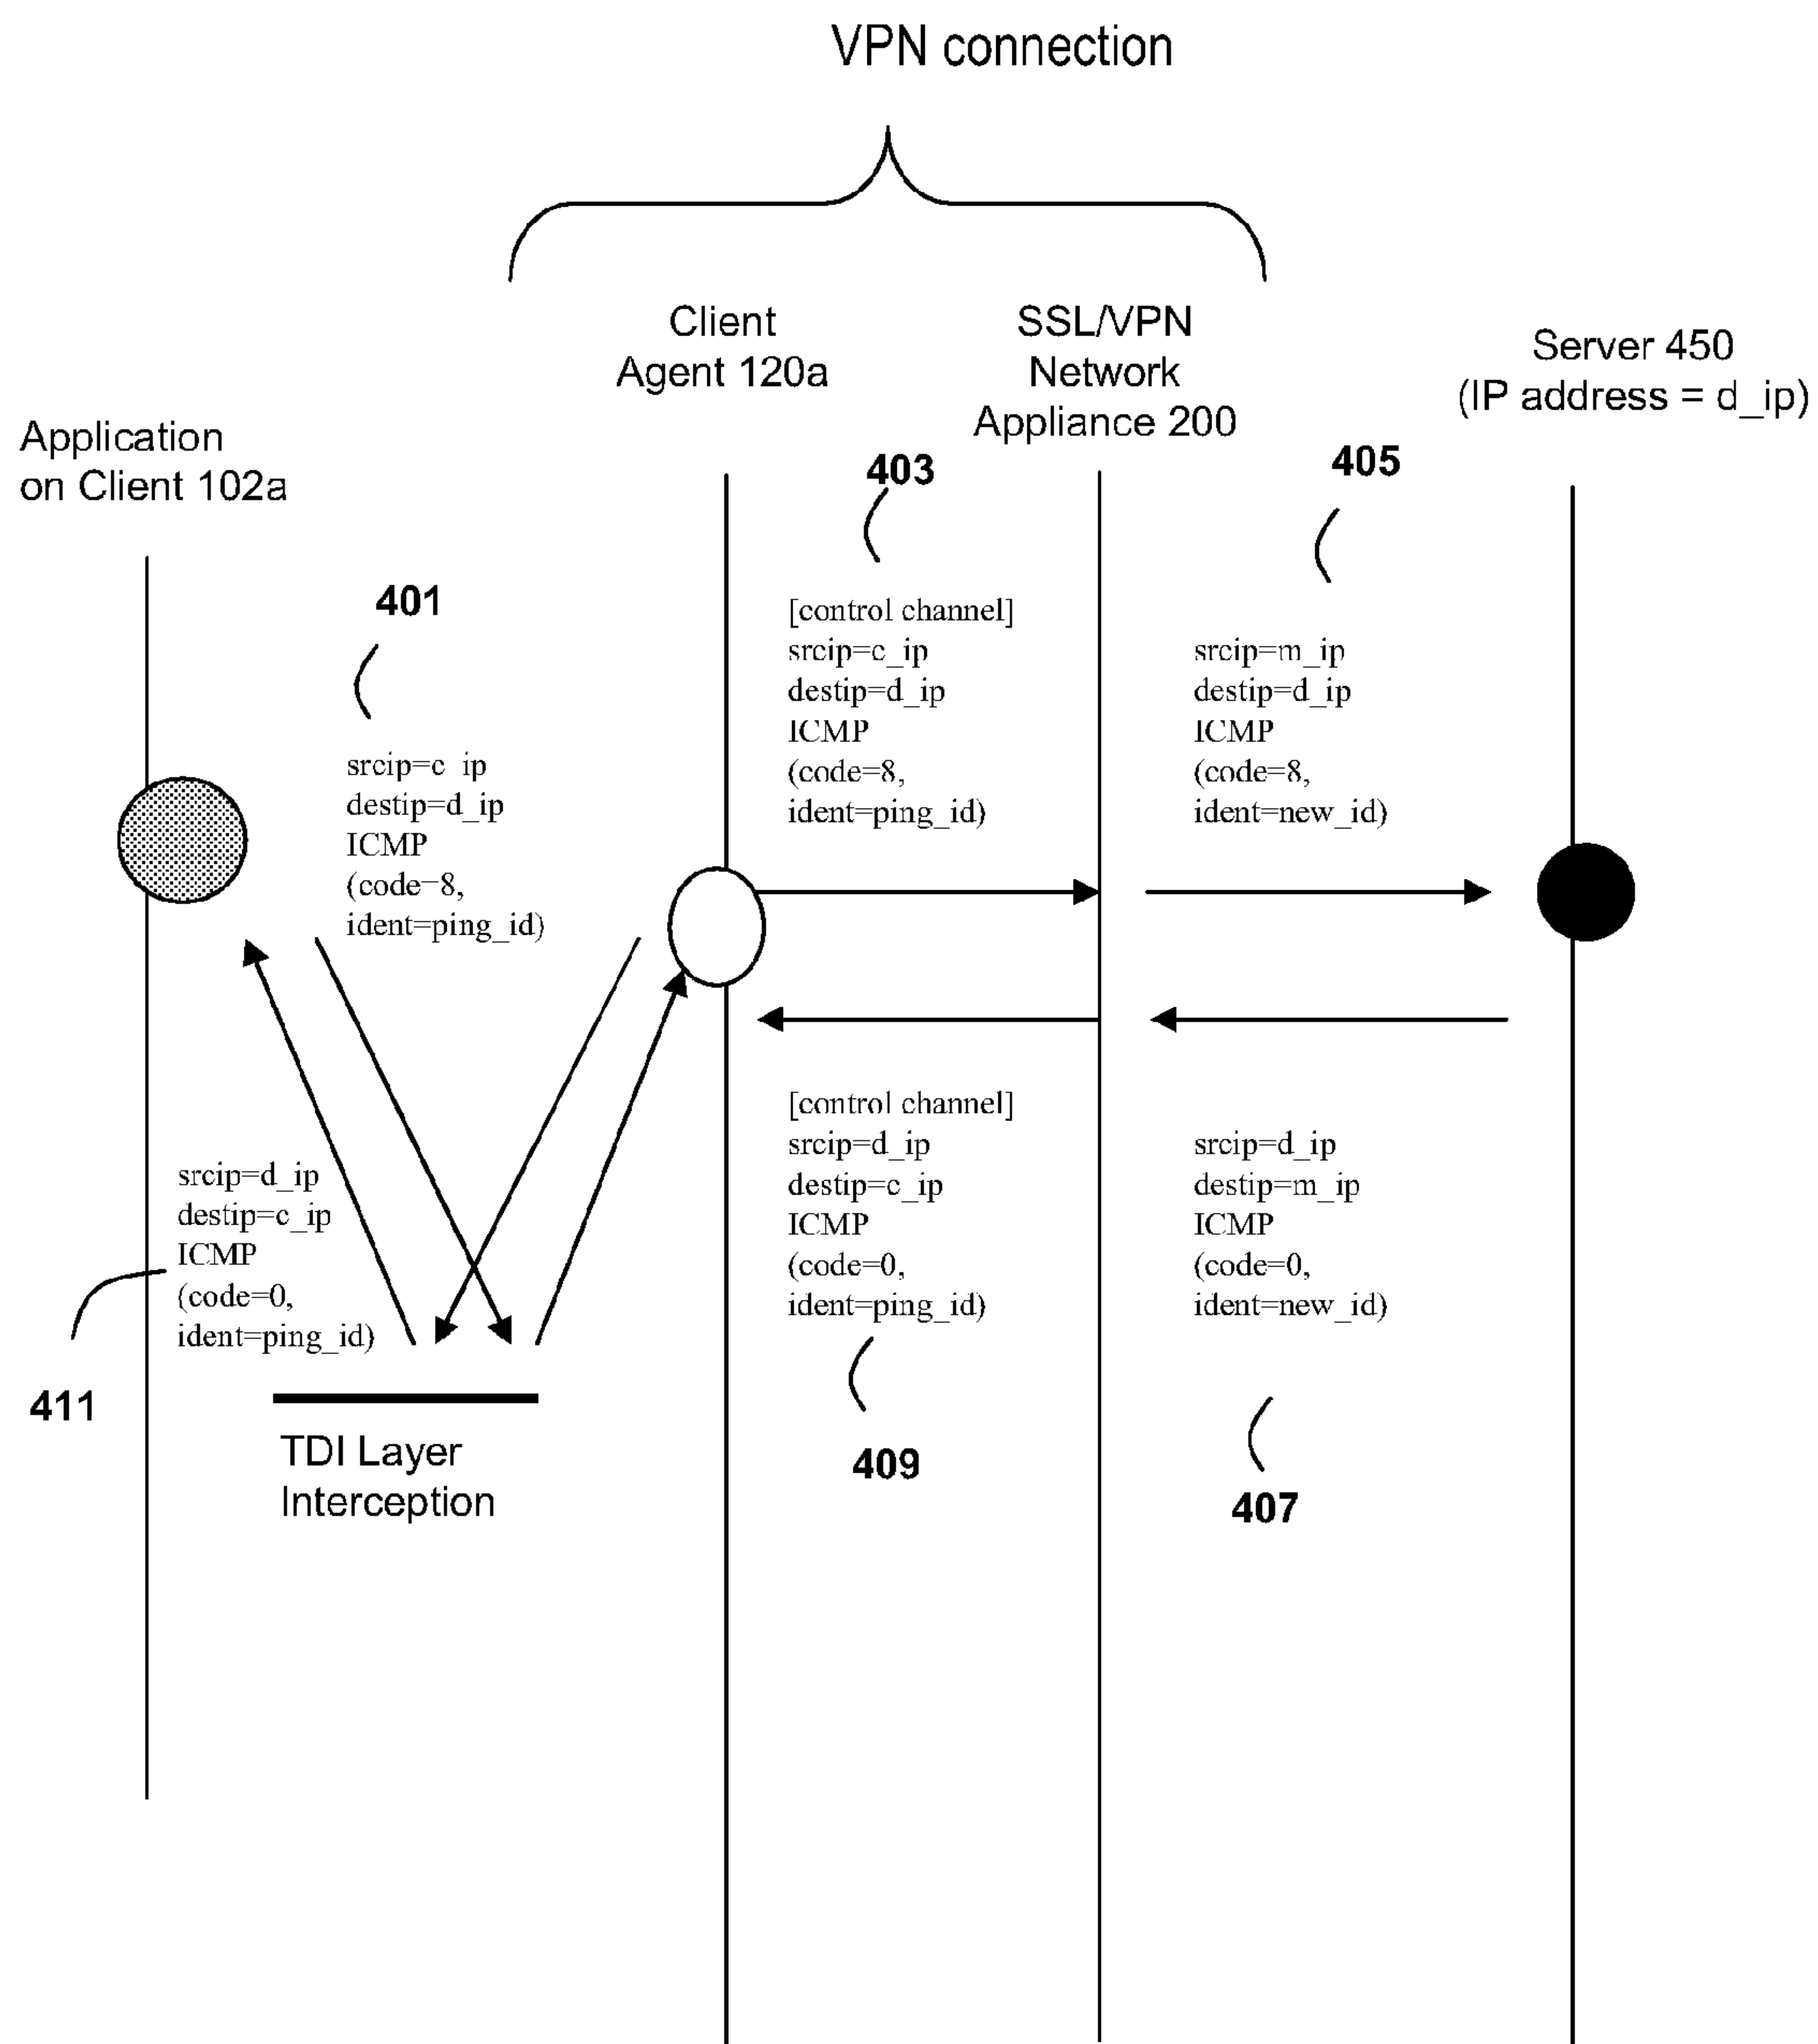 VPN connection
Client
Agent 120a
SSL/VPN
Network
Appliance 200
Server 450
(IP address = d_ip)
Application
on Client 102a
403
405
401
[control channel]
srcip=c_ip
destip=d_ip
ICMP
(code=8,
ident=ping_id)
srcip=m_ip
destip=d_ip
ICMP
(code=8,
ident=new_id)
srcip=c_ip
destip=d_ip
ICMP
(code=8,
ident=ping_id)
[control channel]
srcip=d_ip
destip=c_ip
ICMP
(code=0,
ident=ping_id)
srcip=d_ip
destip=m_ip
ICMP
(code=0,
ident=new_id)
srcip=d_ip
destip=c_ip
ICMP
(code=0,
ident=ping_id)
411
TDI Layer
Interception
409
407